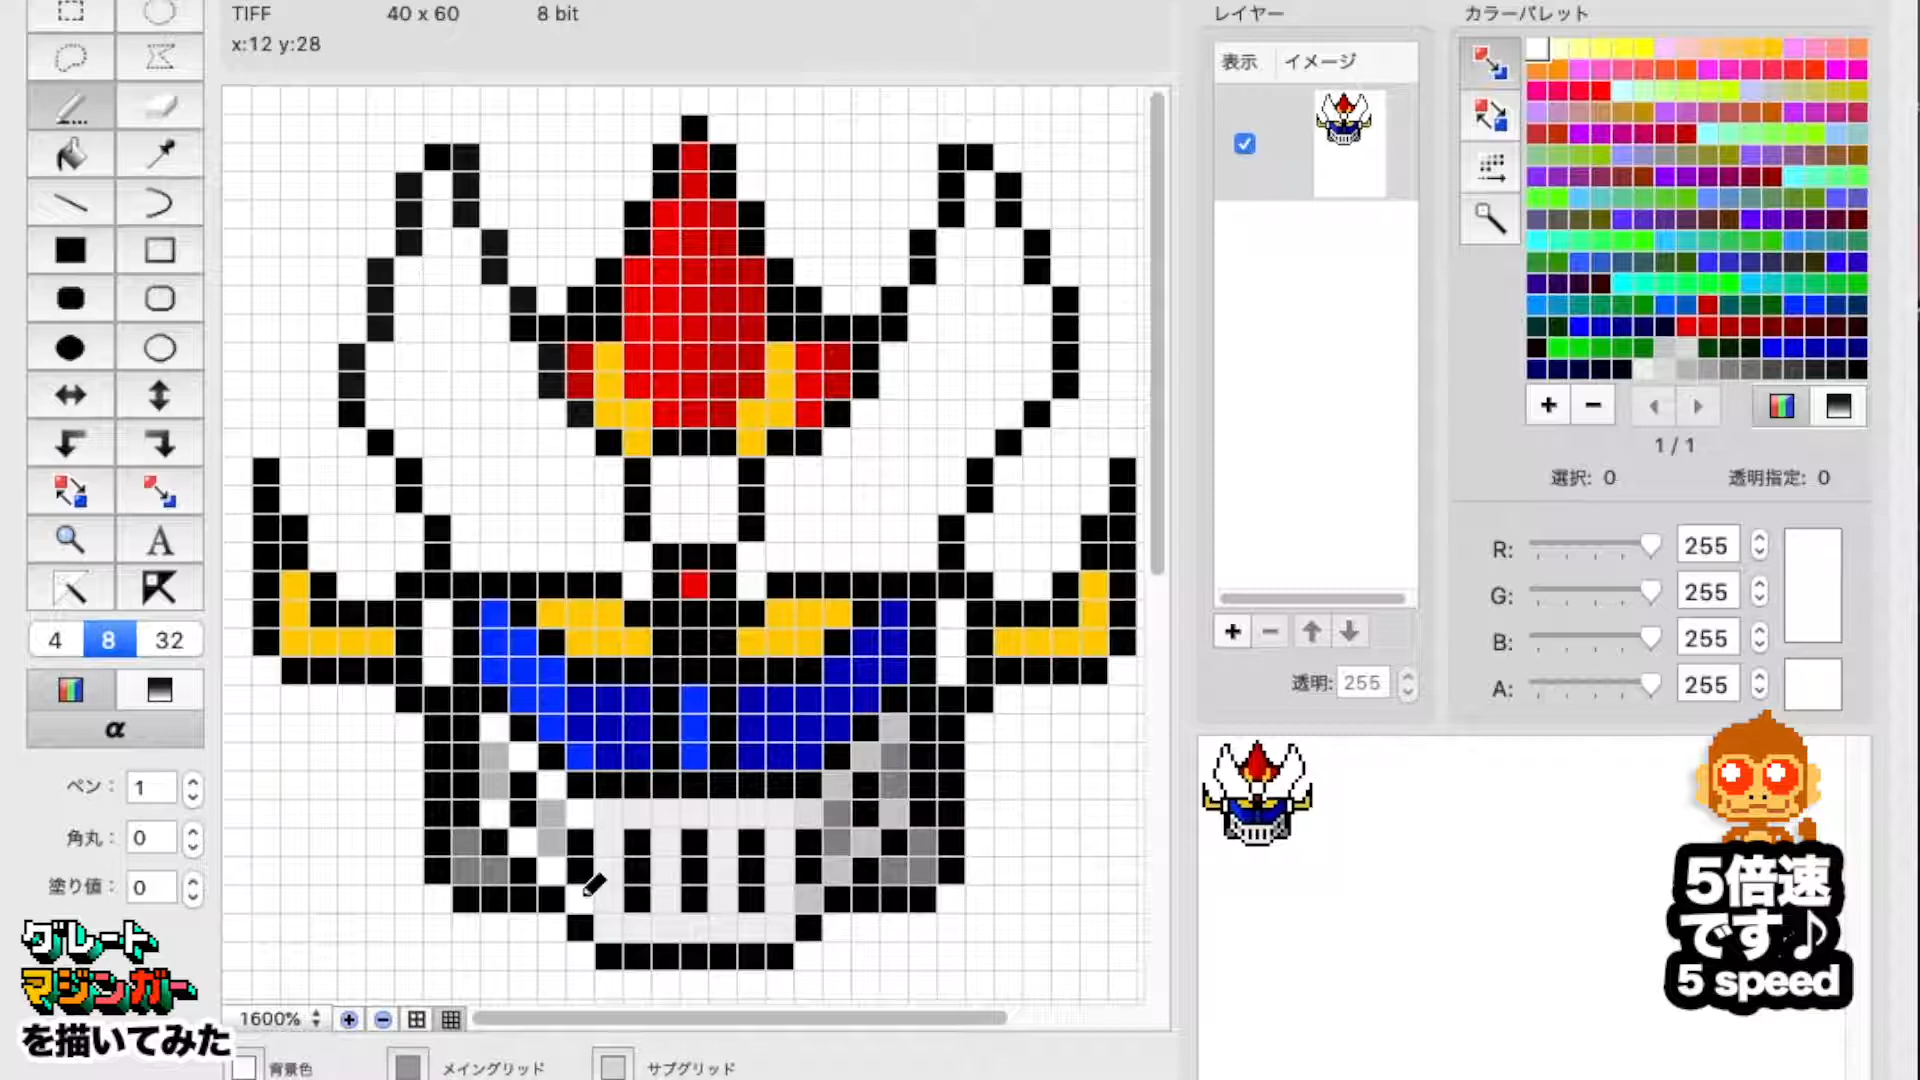 TIFF 40 x 60 8 bit
x:12 y:28
レイヤー
カラーパレット
表示 イメージ
A
4 8 32
α
ペン： 1
角丸： 0
塗り値： 0
1 / 1
選択: 0 透明指定: 0
R: 255
G: 255
B: 255
A: 255
透明: 255
5倍速
です♪
5 speed
グレート
マジンガー
を描いてみた
1600%
背景色 メイングリッド サブグリッド